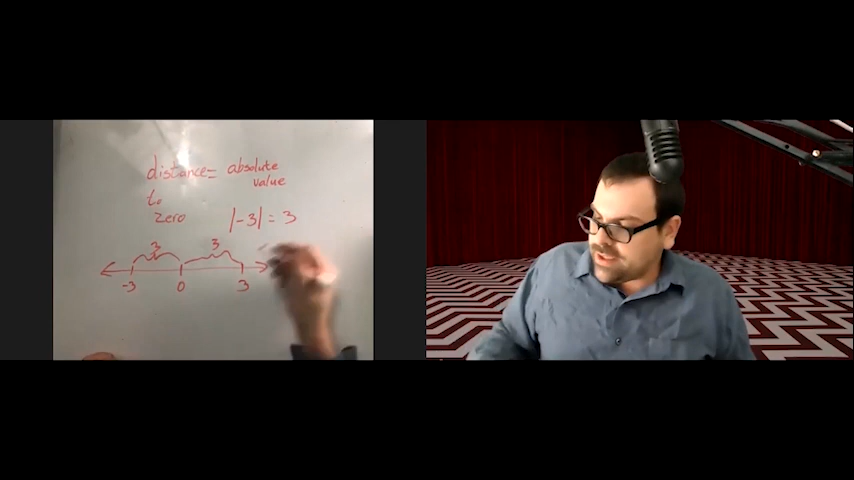 distance = absolute
value
to
zero
|-3| = 3
3 3
-3 0 3